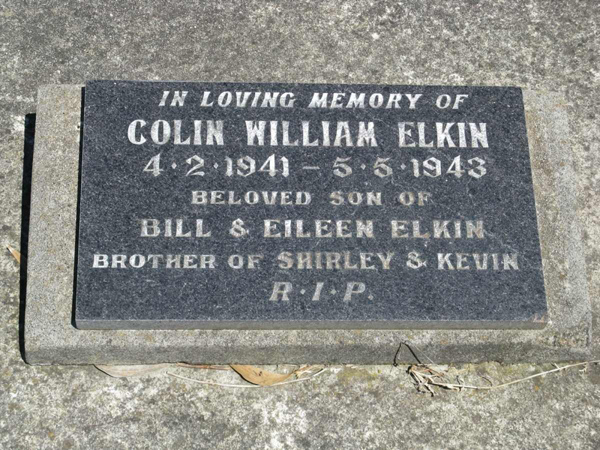 IN LOVING MEMORY OF
COLIN WILLIAM ELKIN
4·2·1941 – 5·5·1943
BELOVED SON OF
BILL & EILEEN ELKIN
BROTHER OF SHIRLEY & KEVIN
R·I·P.